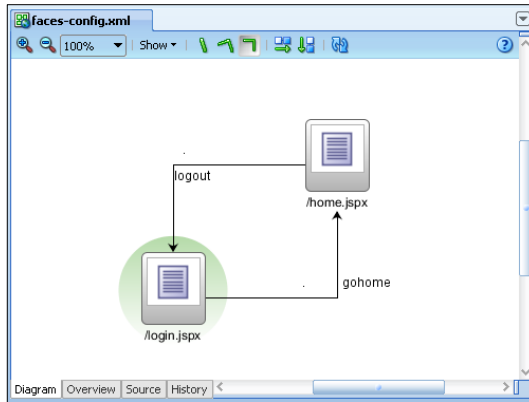 faces-config.xml
100% Show
logout
/home.jspx
gohome
/login.jspx
Diagram Overview Source History